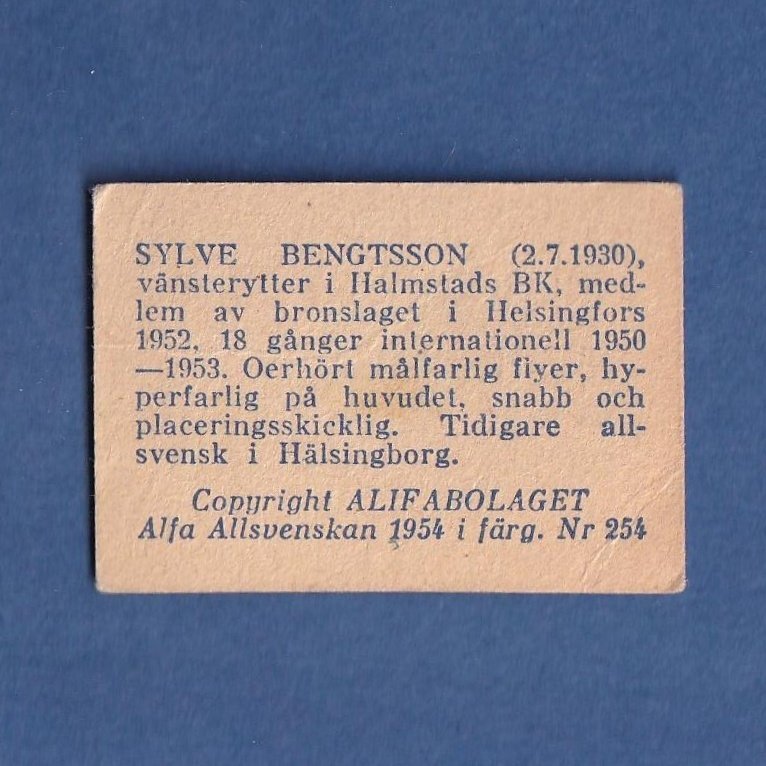 SYLVE BENGTSSON (2.7.1930),
vänsterytter i Halmstads BK, med-
lem av bronslaget i Helsingfors
1952, 18 gånger internationell 1950
—1953. Oerhört målfarlig flyer, hy-
perfarlig på huvudet, snabb och
placeringsskicklig. Tidigare all-
svensk i Hälsingborg.
Copyright ALIFABOLAGET
Alfa Allsvenskan 1954 i färg. Nr 254